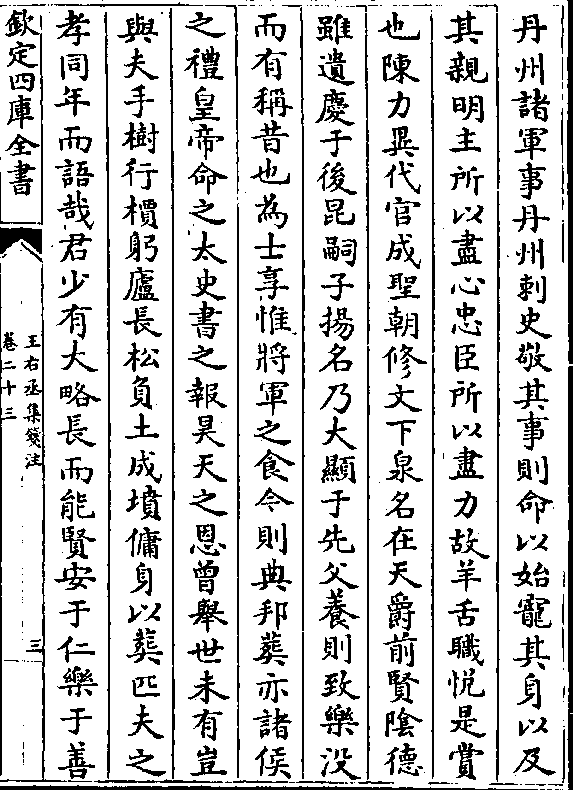 丹州諸軍事丹州刺史敬其事則命以始寵其身以及
其親明主所以盡心忠臣所以盡力故羊舌職悦是賞
也陳力異代官成聖朝修文下泉名在天爵前賢隂德
雖遺慶于後昆嗣子揚名乃大顯于先父養則致樂没
而有稱昔也為士享惟將軍之食今則典邦葬亦諸侯
之禮皇帝命之太史書之報昊天之恩曾舉世未有豈
與夫手樹行檟躬廬長松負土成墳傭身以葬匹夫之
孝同年而語哉君少有大略長而能賢安于仁樂于善
欽定四庫全書
王右丞集箋注
卷二十三
三